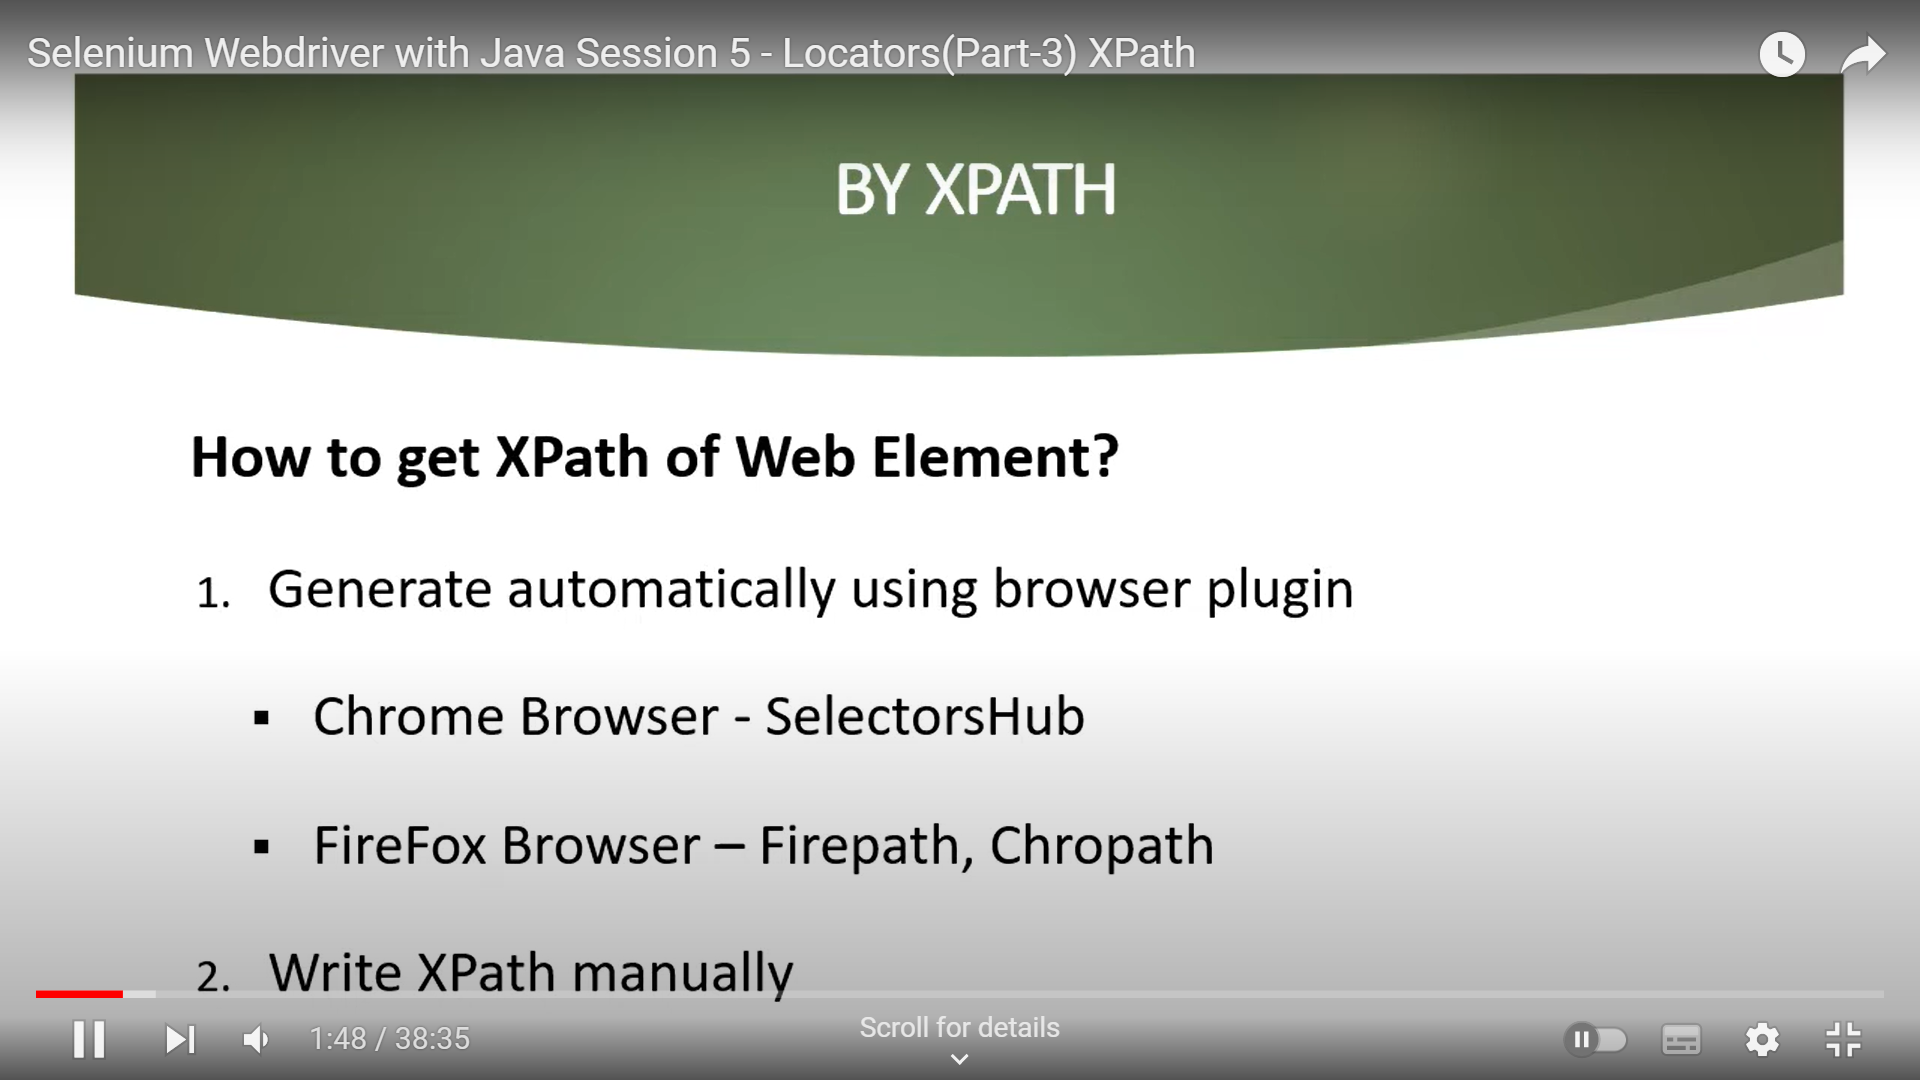 Selenium Webdriver with Java Session 5 - Locators(Part-3) XPath
BY XPATH
How to get XPath of Web Element?
1. Generate automatically using browser plugin
▪ Chrome Browser - SelectorsHub
▪ FireFox Browser – Firepath, Chropath
2. Write XPath manually
1:48 / 38:35
Scroll for details